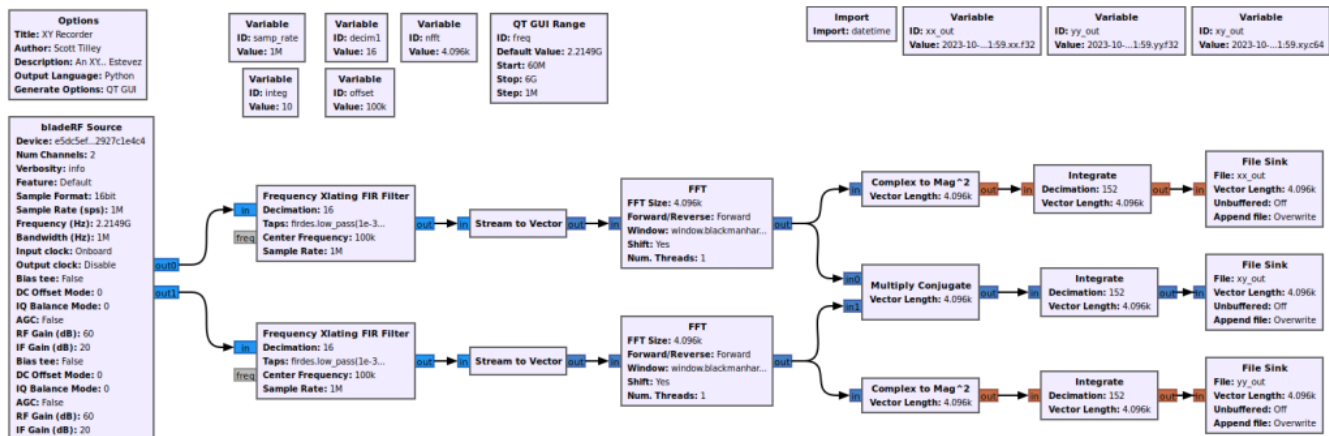 Options
Title: XY Recorder
Author: Scott Tilley
Description: An XY.. Estevez
Output Language: Python
Generate Options: QT GUI
Variable
ID: samp_rate
Value: 1M
Variable
ID: decim1
Value: 16
Variable
ID: nfft
Value: 4.096k
QT GUI Range
ID: freq
Default Value: 2.2149G
Start: 60M
Stop: 6G
Step: 1M
Variable
ID: integ
Value: 10
Variable
ID: offset
Value: 100k
Import
Import: datetime
Variable
ID: xx_out
Value: 2023-10-...1:59.xx.f32
Variable
ID: yy_out
Value: 2023-10-...1:59.yy.f32
Variable
ID: xy_out
Value: 2023-10-...1:59.xy.c64
bladeRF Source
Device: e5dc5ef...2927c1e4c4
Num Channels: 2
Verbosity: info
Feature: Default
Sample Format: 16bit
Sample Rate (sps): 1M
Frequency (Hz): 2.2149G
Bandwidth (Hz): 1M
Input clock: Onboard
Output clock: Disable
Bias tee: False
DC Offset Mode: 0
IQ Balance Mode: 0
AGC: False
RF Gain (dB): 60
IF Gain (dB): 20
Bias tee: False
DC Offset Mode: 0
IQ Balance Mode: 0
AGC: False
RF Gain (dB): 60
IF Gain (dB): 20
out0
out1
in
freq
Frequency Xlating FIR Filter
Decimation: 16
Taps: firdes.low_pass(1e-3...
Center Frequency: 100k
Sample Rate: 1M
out
in
Stream to Vector
out
in
FFT
FFT Size: 4.096k
Forward/Reverse: Forward
Window: window.blackmanhar...
Shift: Yes
Num. Threads: 1
out
in
Complex to Mag^2
Vector Length: 4.096k
out
in
Integrate
Decimation: 152
Vector Length: 4.096k
out
in
File Sink
File: xx_out
Vector Length: 4.096k
Unbuffered: Off
Append file: Overwrite
in0
in1
Multiply Conjugate
Vector Length: 4.096k
out
in
Integrate
Decimation: 152
Vector Length: 4.096k
out
in
File Sink
File: xy_out
Vector Length: 4.096k
Unbuffered: Off
Append file: Overwrite
in
freq
Frequency Xlating FIR Filter
Decimation: 16
Taps: firdes.low_pass(1e-3...
Center Frequency: 100k
Sample Rate: 1M
out
in
Stream to Vector
out
in
FFT
FFT Size: 4.096k
Forward/Reverse: Forward
Window: window.blackmanhar...
Shift: Yes
Num. Threads: 1
out
in
Complex to Mag^2
Vector Length: 4.096k
out
in
Integrate
Decimation: 152
Vector Length: 4.096k
out
in
File Sink
File: yy_out
Vector Length: 4.096k
Unbuffered: Off
Append file: Overwrite